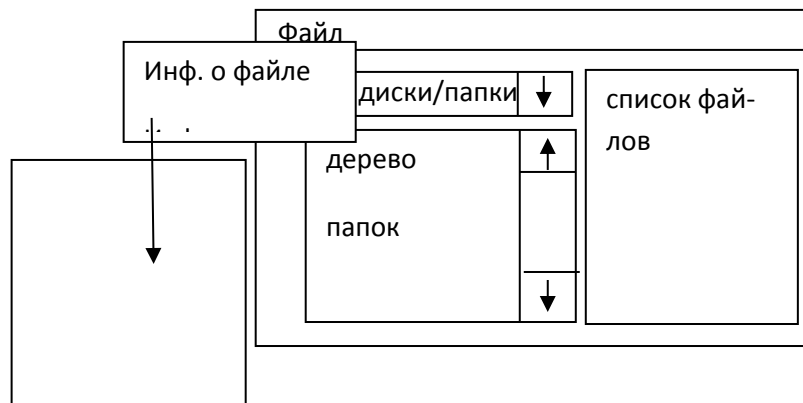 Файл
Инф. о файле
диски/папки
список фай-
лов
дерево
папок